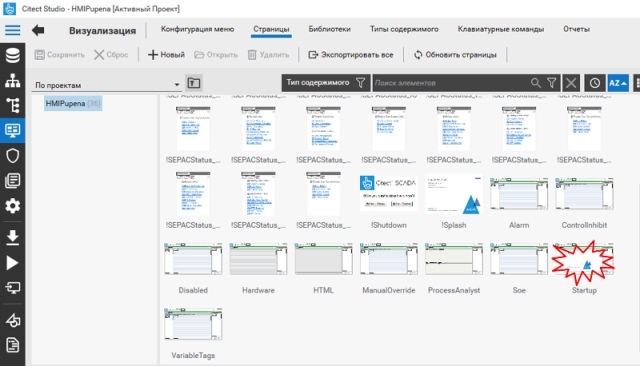 Citect Studio - HMIPupena [Активный Проект]
Визуализация
Конфигурация меню
Страницы
Библиотеки
Типы содержимого
Клавиатурные команды
Отчеты
Сохранить
Сброс
Новый
Открыть
Удалить
Экспортировать все
Обновить страницы
По проектам
Тип содержимого
Поиск элементов
AZ
HMIPupena (36)
!SEPACStatus_... !SEPACStatus_... !SEPACStatus_... !SEPACStatus_... !SEPACStatus_... !SEPACStatus_... !SEPACStatus_...
Citect SCADA
!SEPACStatus_... !SEPACStatus_... !SEPACStatus_... !Shutdown !Splash Alarm ControlInhibit
Disabled Hardware HTML ManualOverride ProcessAnalyst Soe Startup
VariableTags